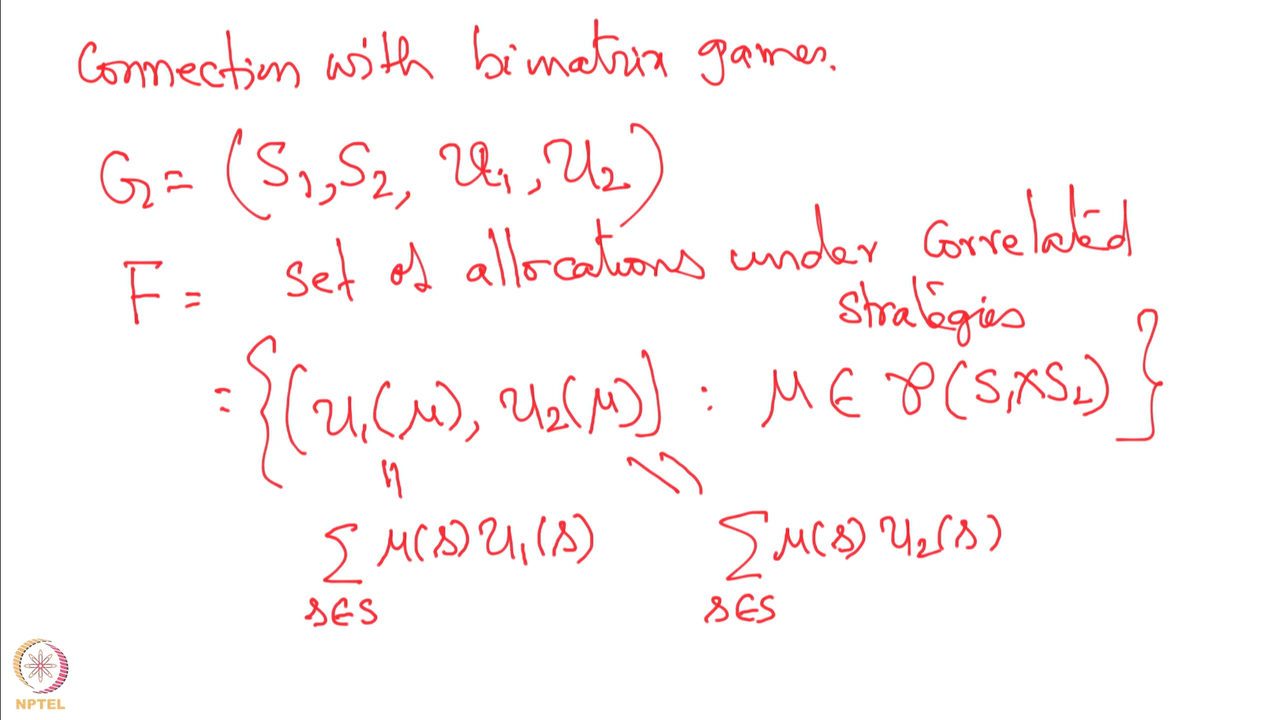 Connection with bimatrix games.
G₂ = (S₁, S₂, U₁, U₂)
F = set of allocations under Correlated
strategies
= {(U₁(μ), U₂(μ)) : μ ∈ P(S₁×S₂)}
∑ μ(s) U₁(s) ∑ μ(s) U₂(s)
s∈S s∈S
NPTEL